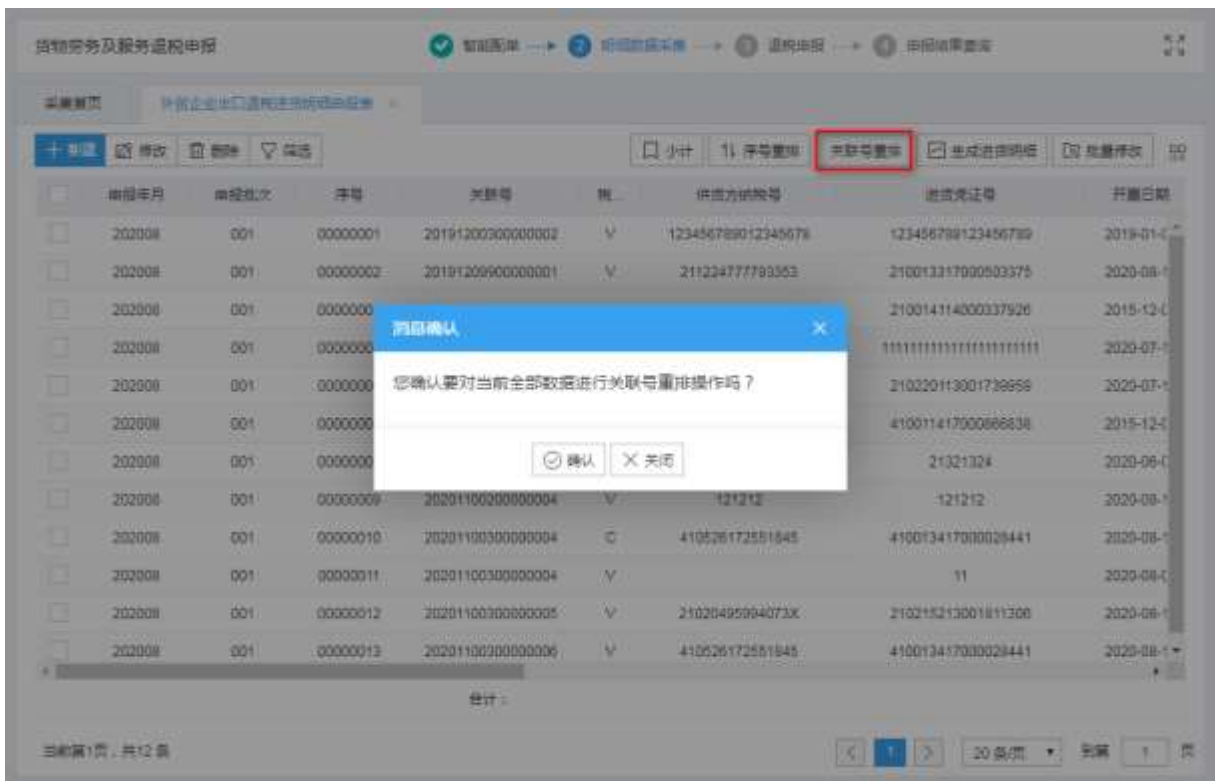 货物劳务及服务退税申报 智能配单 2 明细数据采集 3 退税申报 4 申报结果查询
采集首页 外贸企业出口退税进货明细申报表
新建 修改 删除 筛选 小计 序号重排 关联号重排 生成进货明细 批量修改
申报年月 申报批次 序号 关联号 税... 供货方纳税号 进货凭证号 开票日期
202008 001 00000001 20191200300000002 V 123456789012345678 123456789123456789 2019-01-
202008 001 00000002 20191209900000001 V 211224777793353 210013317000503375 2020-08-
202008 001 0000000 210014114000337926 2015-12-
202008 001 0000000 2020-07-
202008 001 0000000 210220113001739959 2020-07-
202008 001 0000000 410011417000866838 2015-12-
202008 001 0000000 21321324 2020-06-
消息确认
您确认要对当前全部数据进行关联号重排操作吗？
确认 关闭
202008 001 00000009 20201100200000004 V 121212 121212 2020-08-
202008 001 00000010 20201100300000004 C 410526172551845 410013417000028441 2020-08-
202008 001 00000011 20201100300000004 V 11 2020-08-
202008 001 00000012 20201100300000005 V 21020495994073X 210215213001811306 2020-08-
202008 001 00000013 20201100300000006 V 410526172551845 410013417000028441 2020-08-
合计：
当前第1页，共12条 1 20 条/页 到第 1 页